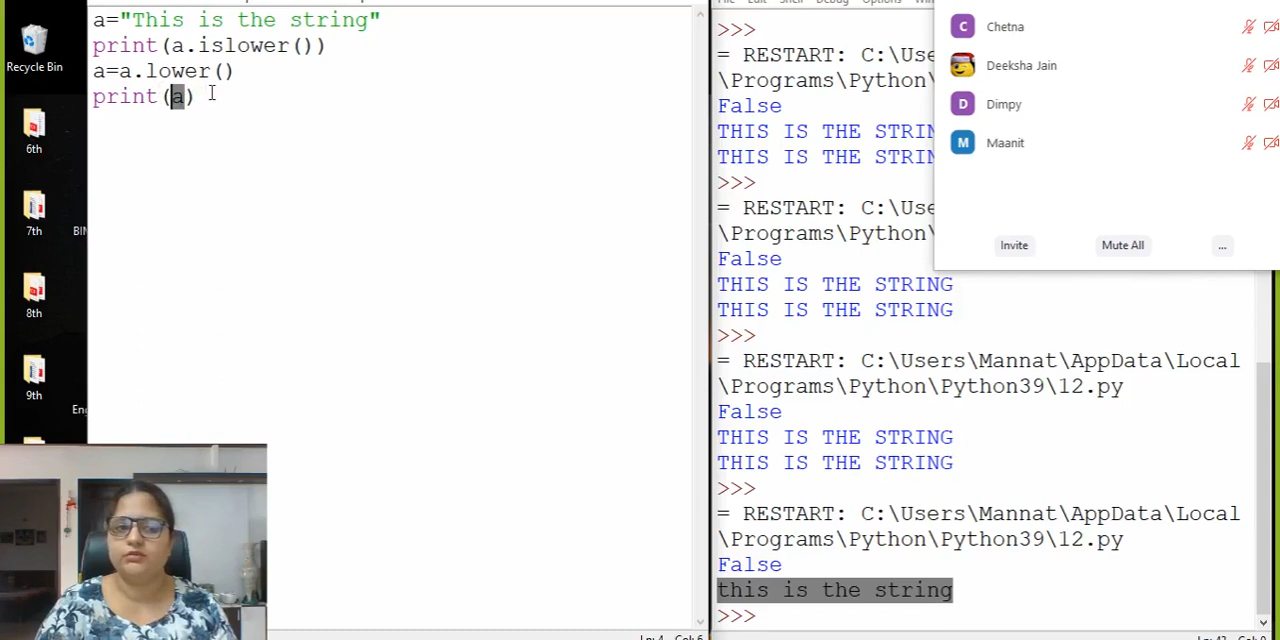 a="This is the string"
print(a.islower())
a=a.lower()
print(a)
Recycle Bin
6th
7th
8th
9th
>>>
= RESTART: C:\Use
\Programs\Python\
False
THIS IS THE STRIN
THIS IS THE STRIN
>>>
= RESTART: C:\Use
\Programs\Python\
False
THIS IS THE STRING
THIS IS THE STRING
>>>
= RESTART: C:\Users\Mannat\AppData\Local
\Programs\Python\Python39\12.py
False
THIS IS THE STRING
THIS IS THE STRING
>>>
= RESTART: C:\Users\Mannat\AppData\Local
\Programs\Python\Python39\12.py
False
this is the string
>>>
C Chetna
Deeksha Jain
D Dimpy
M Maanit
Invite Mute All ...